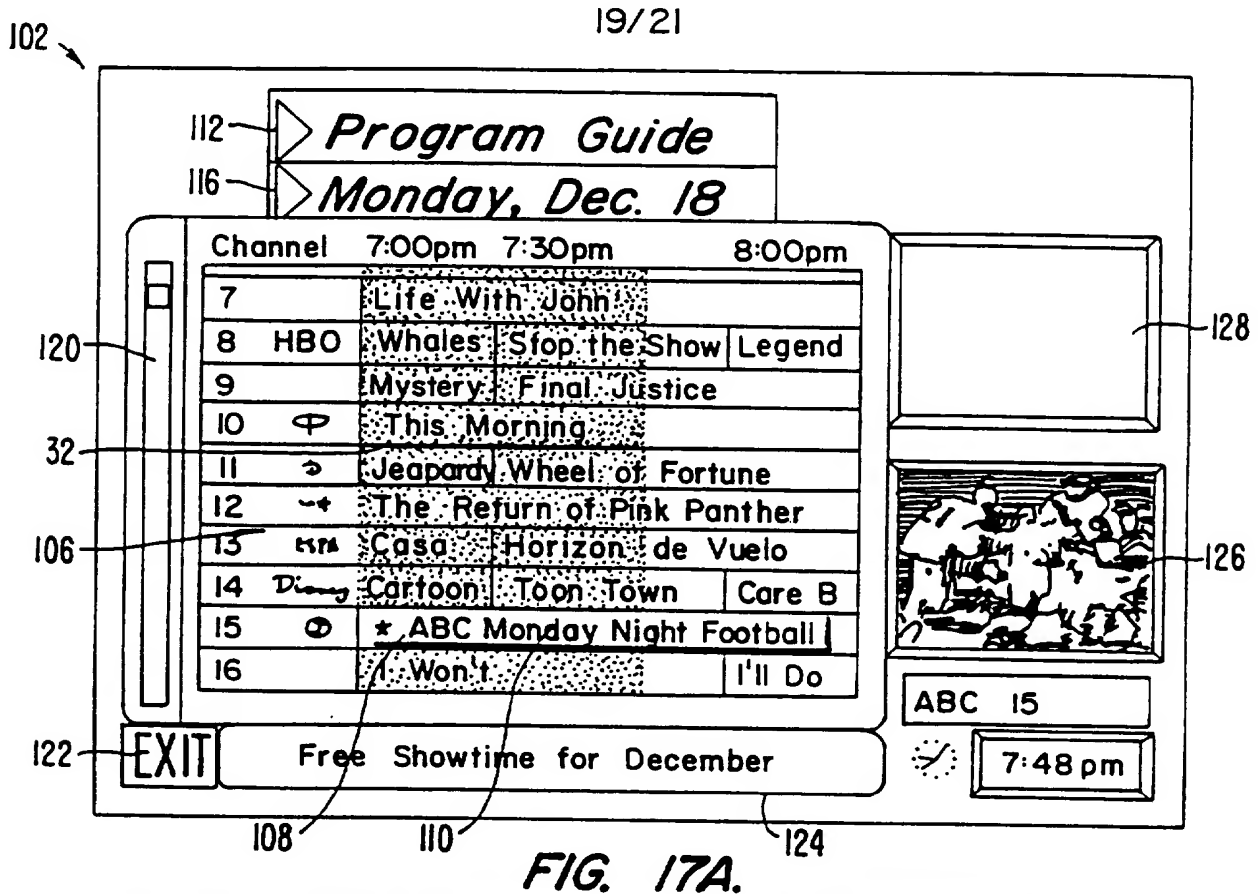 19/21
102
112 Program Guide
116 Monday, Dec. 18
Channel 7:00pm 7:30pm 8:00pm
7 Life With John
8 HBO Whales Stop the Show Legend
128
120
9 Mystery Final Justice
10 This Morning
32
11 Jeapardy Wheel of Fortune
12 The Return of Pink Panther
106
13 Casa Horizon de Vuelo
126
14 Disney Cartoon Toon Town Care B
15 * ABC Monday Night Football
16 I Won't I'll Do
ABC 15
122 EXIT Free Showtime for December 7:48pm
108 110 124
FIG. 17A.